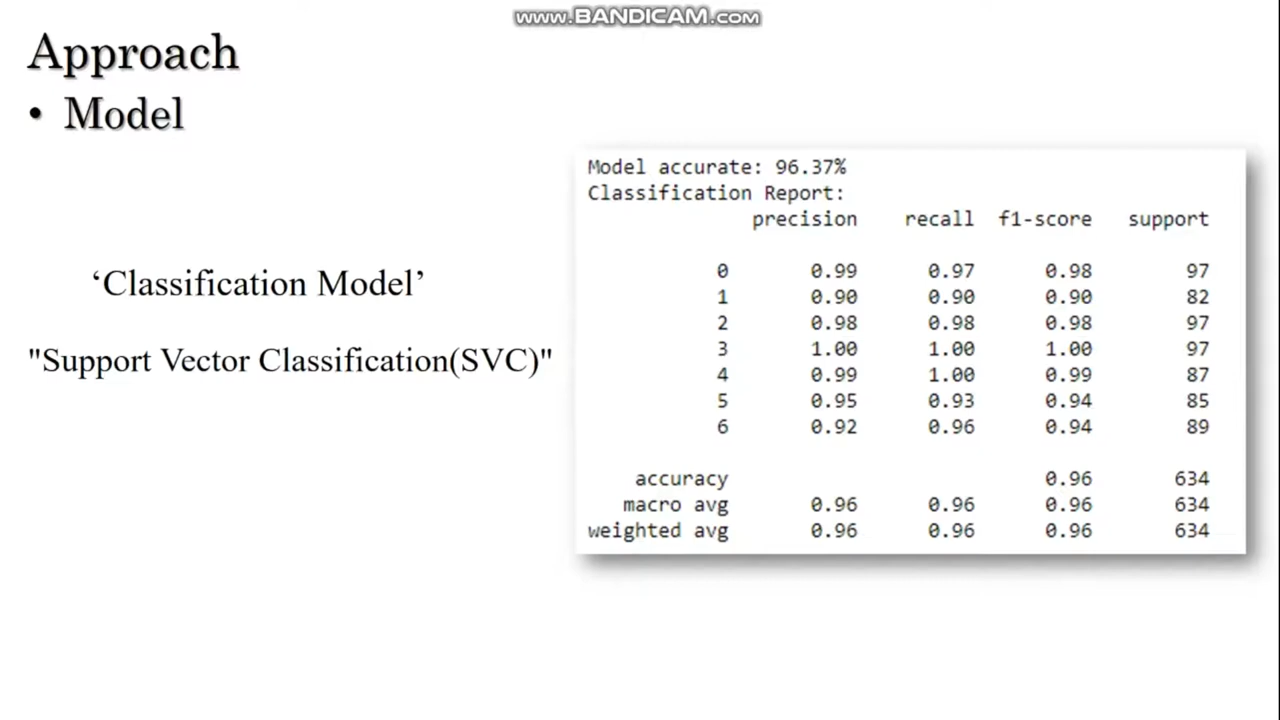 www.BANDICAM.com
Approach
• Model
‘Classification Model’
"Support Vector Classification(SVC)"
Model accurate: 96.37%
Classification Report:
precision recall f1-score support
0 0.99 0.97 0.98 97
1 0.90 0.90 0.90 82
2 0.98 0.98 0.98 97
3 1.00 1.00 1.00 97
4 0.99 1.00 0.99 87
5 0.95 0.93 0.94 85
6 0.92 0.96 0.94 89
accuracy 0.96 634
macro avg 0.96 0.96 0.96 634
weighted avg 0.96 0.96 0.96 634